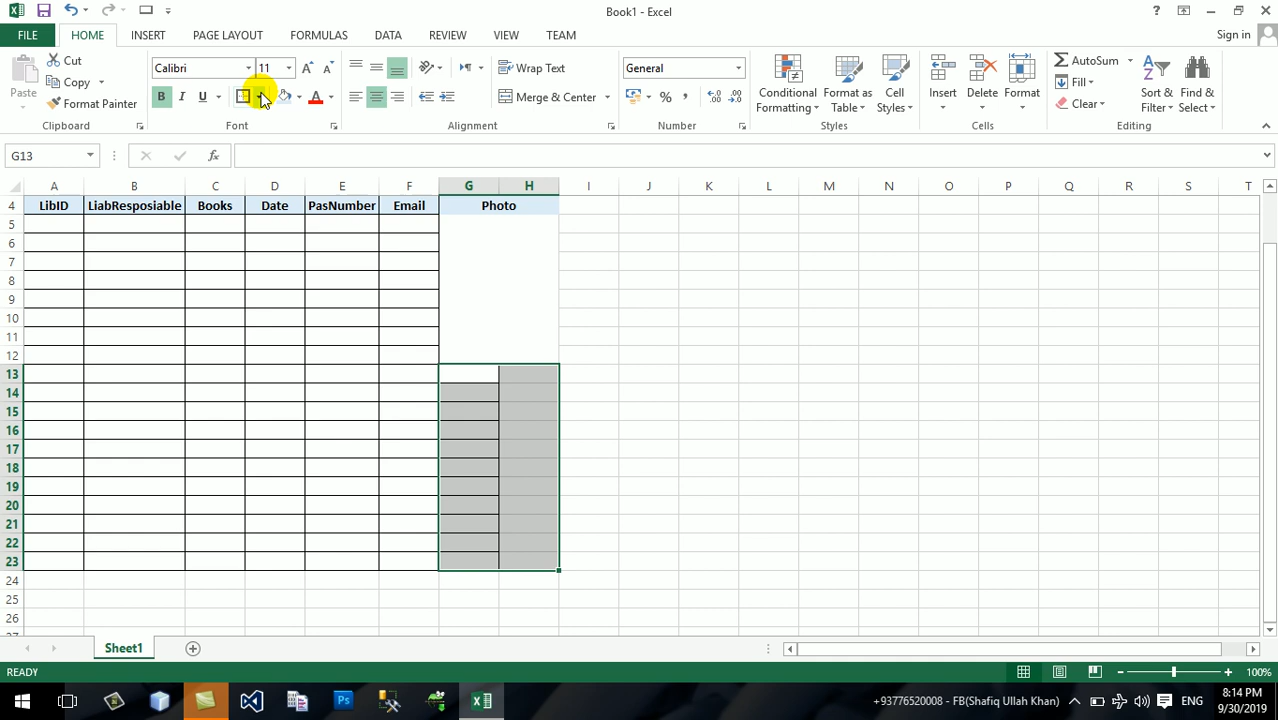 Book1 - Excel
?
FILE
HOME
INSERT
PAGE LAYOUT
FORMULAS
DATA
REVIEW
VIEW
TEAM
Sign in
Paste
Cut
Copy
Format Painter
Clipboard
Calibri
11
B I U
Font
Wrap Text
Merge & Center
Alignment
General
%
Number
Conditional Formatting
Format as Table
Cell Styles
Styles
Insert
Delete
Format
Cells
AutoSum
Fill
Clear
Sort & Filter
Find & Select
Editing
G13
fx
A B C D E F G H I J K L M N O P Q R S T
4 LibID LiabResposiable Books Date PasNumber Email Photo
5
6
7
8
9
10
11
12
13
14
15
16
17
18
19
20
21
22
23
24
25
26
27
Sheet1
READY
100%
+93776520008 - FB(Shafiq Ullah Khan)
ENG
8:14 PM
9/30/2019